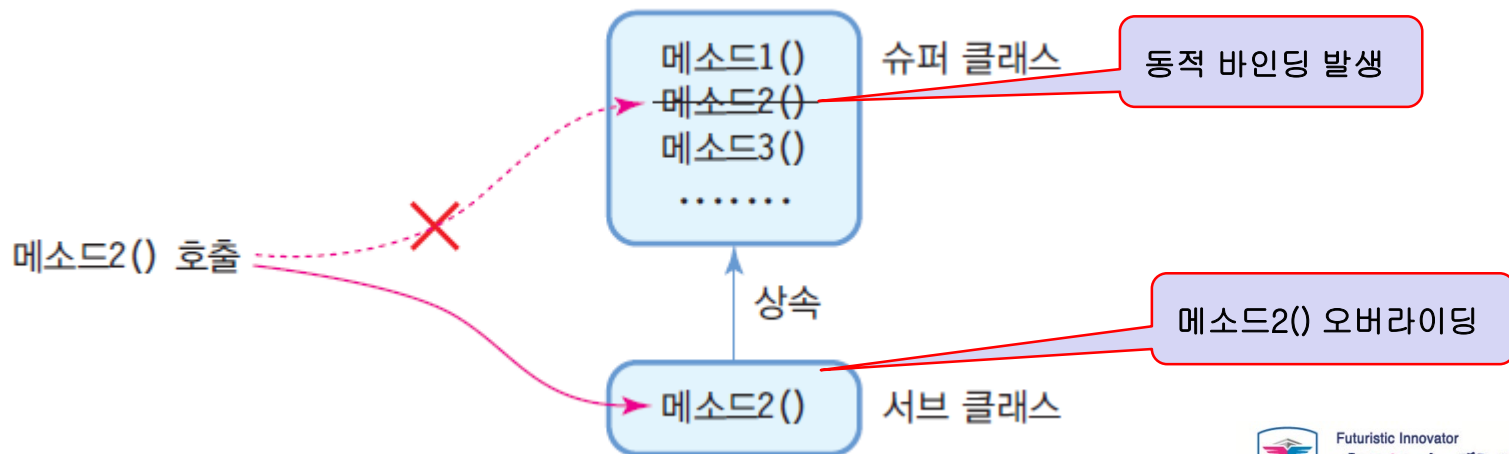 메소드1()
슈퍼 클래스
동적 바인딩 발생
메소드2()
메소드3()
.......
메소드2() 호출
상속
메소드2() 오버라이딩
메소드2()
서브 클래스
Futuristic Innovator